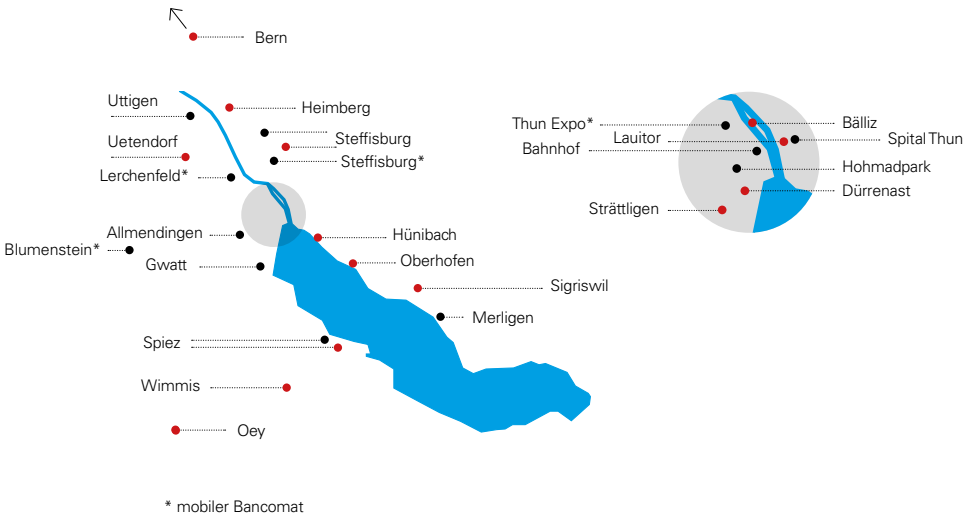 Bern
Uttigen
Heimberg
Uetendorf
Steffisburg
Steffisburg*
Lerchenfeld*
Allmendingen
Blumenstein*
Gwatt
Hünibach
Oberhofen
Sigriswil
Merligen
Spiez
Wimmis
Oey
Thun Expo*
Lauitor
Bahnhof
Strättligen
Bälliz
Spital Thun
Hohmadpark
Dürrenast
* mobiler Bancomat